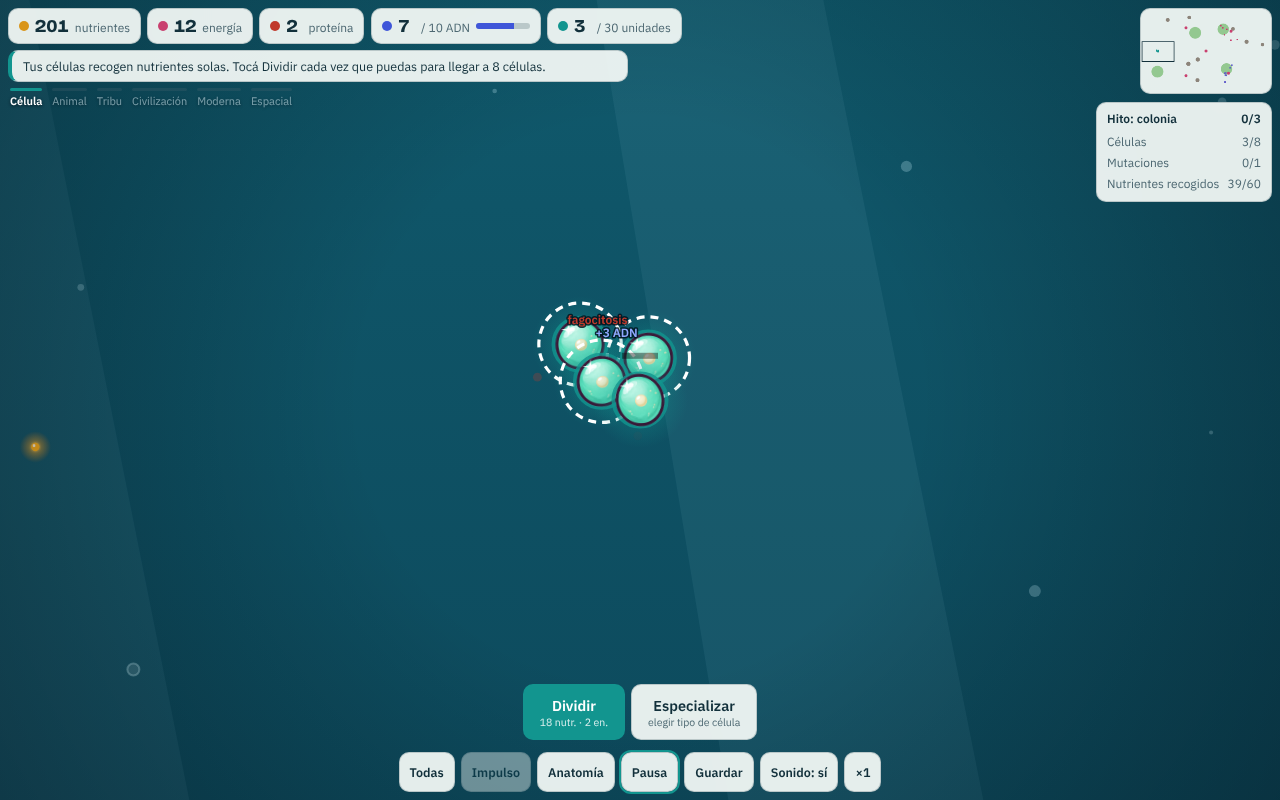 201 nutrientes
12 energía
2 proteína
7 / 10 ADN
3 / 30 unidades
Tus células recogen nutrientes solas. Tocá Dividir cada vez que puedas para llegar a 8 células.
Célula Animal Tribu Civilización Moderna Espacial
Hito: colonia 0/3
Células 3/8
Mutaciones 0/1
Nutrientes recogidos 39/60
fagocitosis
+3 ADN
Dividir
18 nutr. · 2 en.
Especializar
elegir tipo de célula
Todas
Impulso
Anatomía
Pausa
Guardar
Sonido: sí
×1